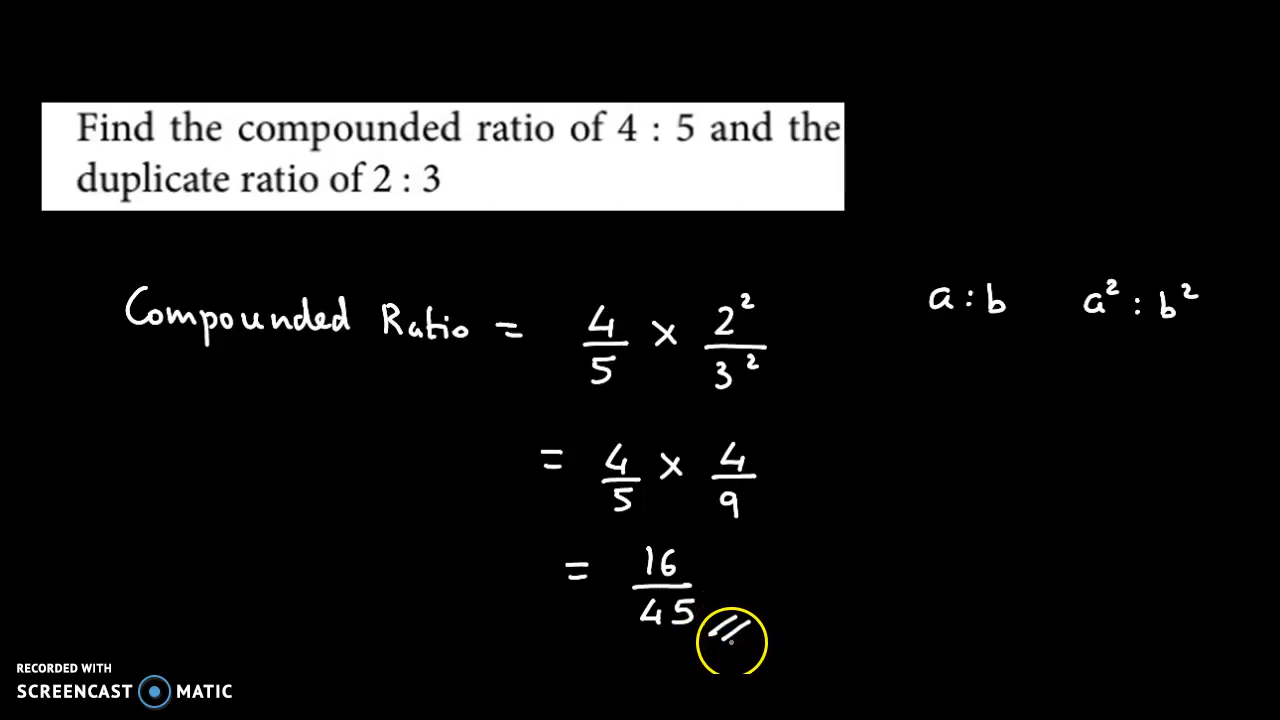 Find the compounded ratio of 4 : 5 and the
duplicate ratio of 2 : 3
a : b a² : b²
Compounded Ratio = 4/5 × 2²/3²
= 4/5 × 4/9
= 16/45 //
RECORDED WITH
SCREENCAST MATIC